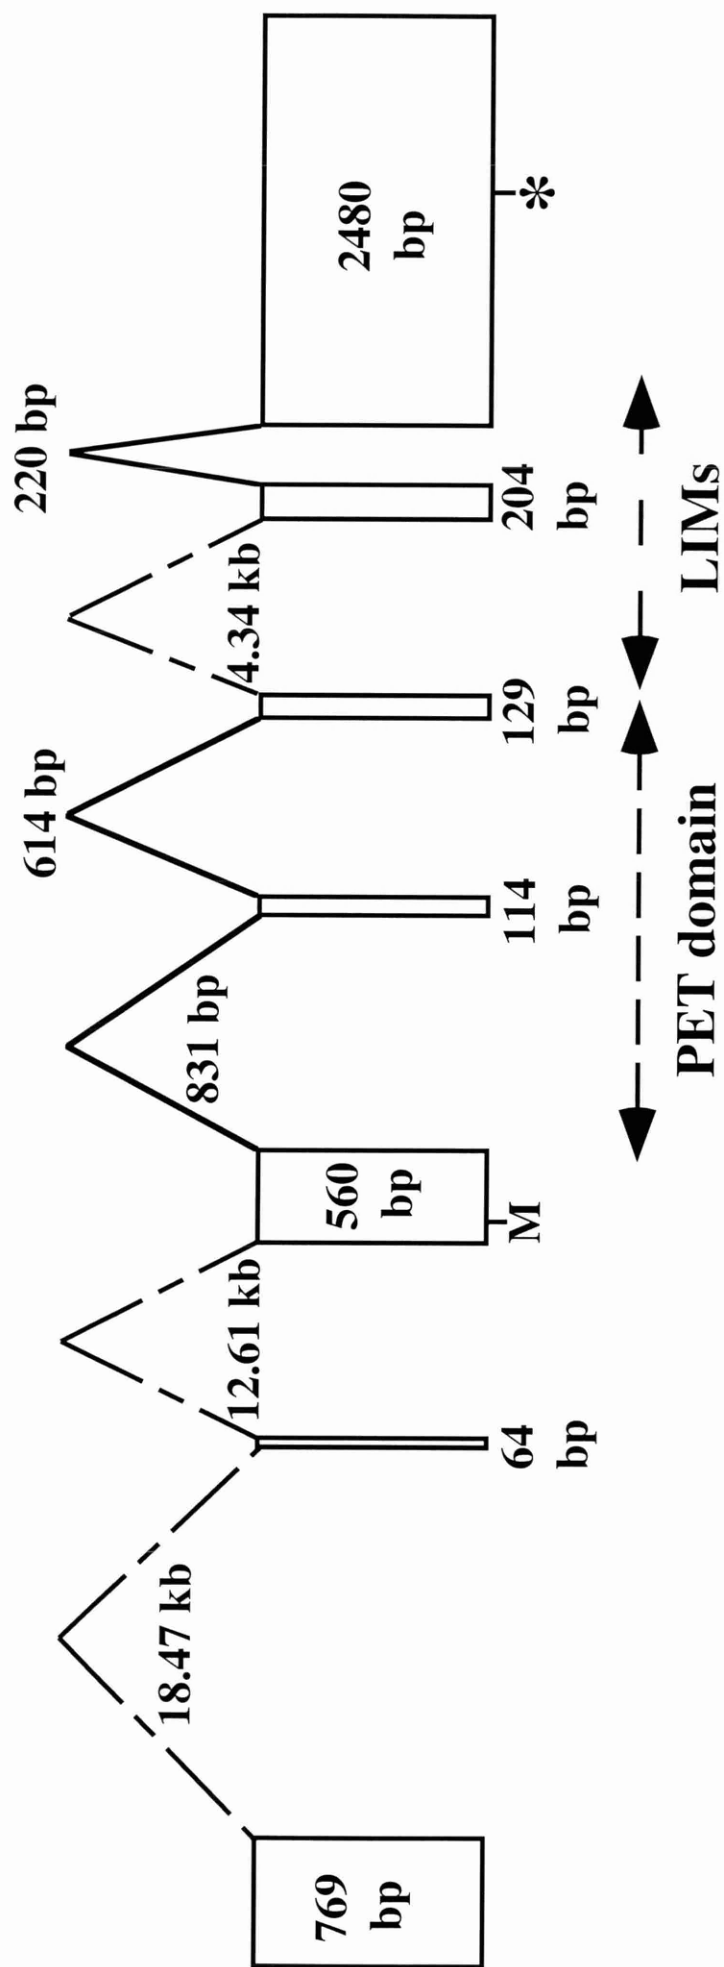 220 bp
614 bp
831 bp
4.34 kb
12.61 kb
18.47 kb
769
bp
64
bp
560
bp
M
114
bp
129
bp
204
bp
2480
bp
*
PET domain
LIMs